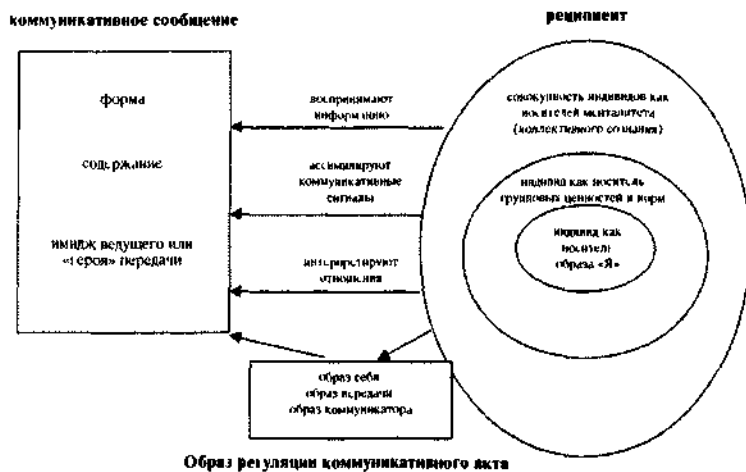 коммуникативное сообщение
форма
содержание
имидж ведущего или
«героя» передачи
воспринимают
информацию
ассимилируют
коммуникативные
сигналы
интерпретируют
отношения
реципиент
совокупность индивидов как
носителей менталитета
(коллективного сознания)
индивид как носитель
групповых ценностей и норм
индивид как
носитель
образа «Я»
образ себя
образ передачи
образ коммуникатора
Образ регуляции коммуникативного акта